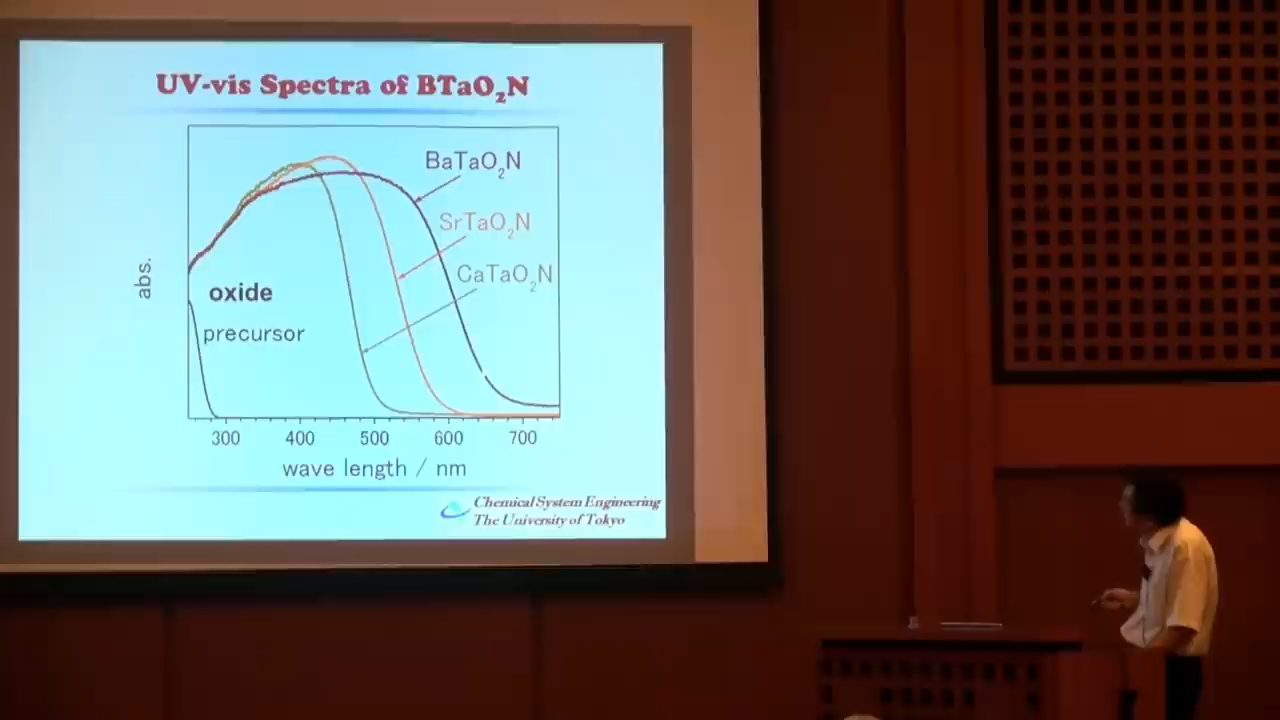 UV-vis Spectra of BTaO₂N
BaTaO₂N
SrTaO₂N
CaTaO₂N
abs.
oxide
precursor
300 400 500 600 700
wave length / nm
Chemical System Engineering
The University of Tokyo